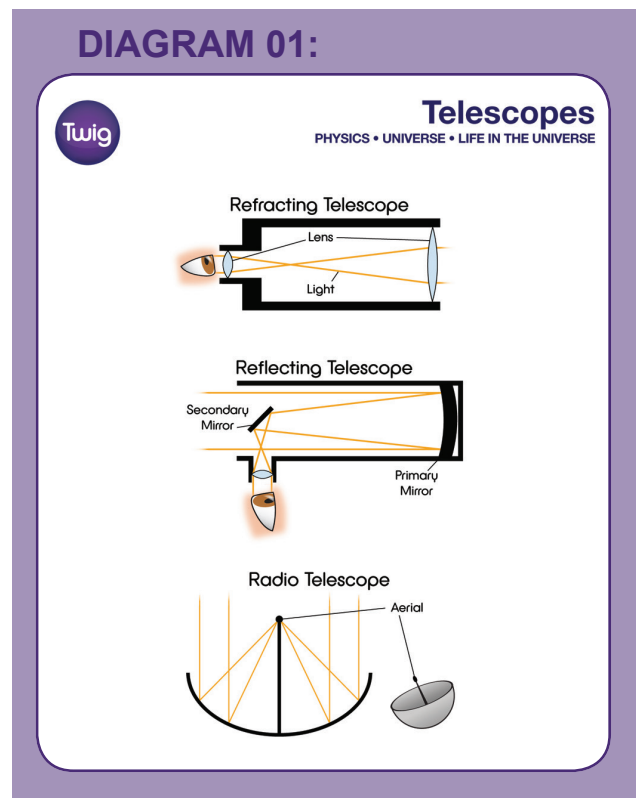 DIAGRAM 01:
Twig
Telescopes
PHYSICS • UNIVERSE • LIFE IN THE UNIVERSE
Refracting Telescope
Lens
Light
Reflecting Telescope
Secondary
Mirror
Primary
Mirror
Radio Telescope
Aerial